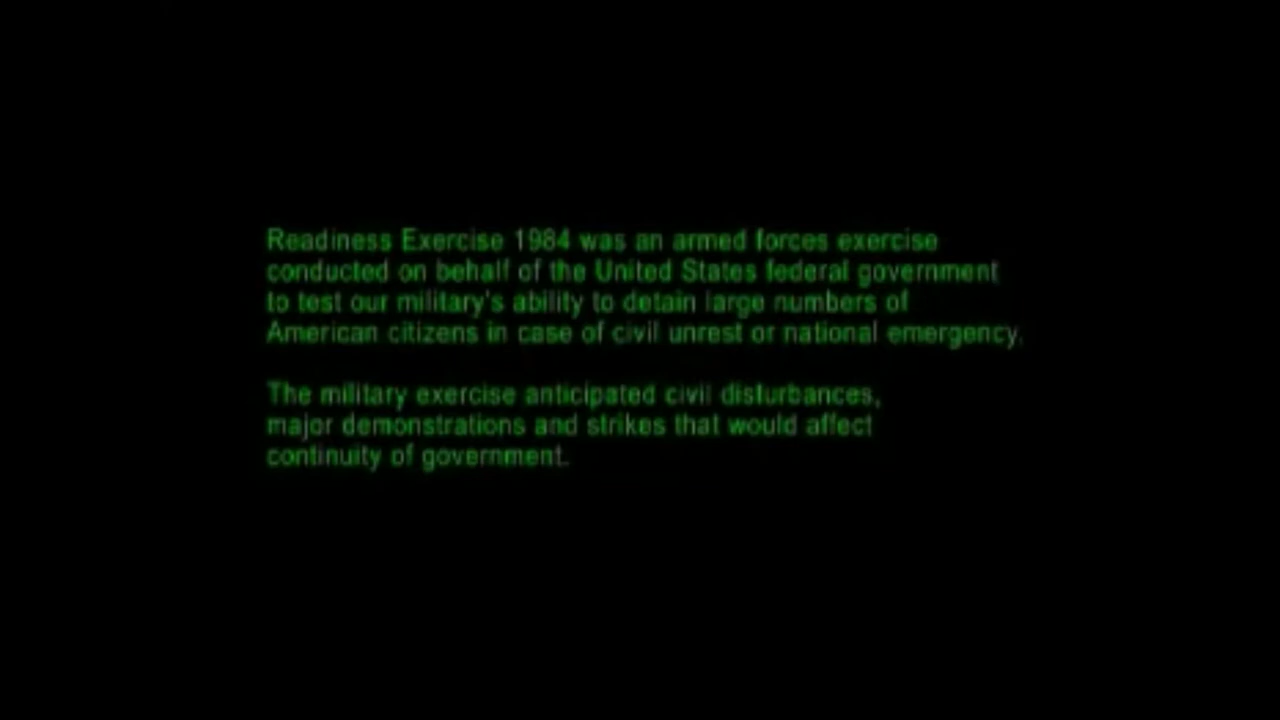 Readiness Exercise 1984 was an armed forces exercise
conducted on behalf of the United States federal government
to test our military's ability to detain large numbers of
American citizens in case of civil unrest or national emergency.
The military exercise anticipated civil disturbances,
major demonstrations and strikes that would affect
continuity of government.